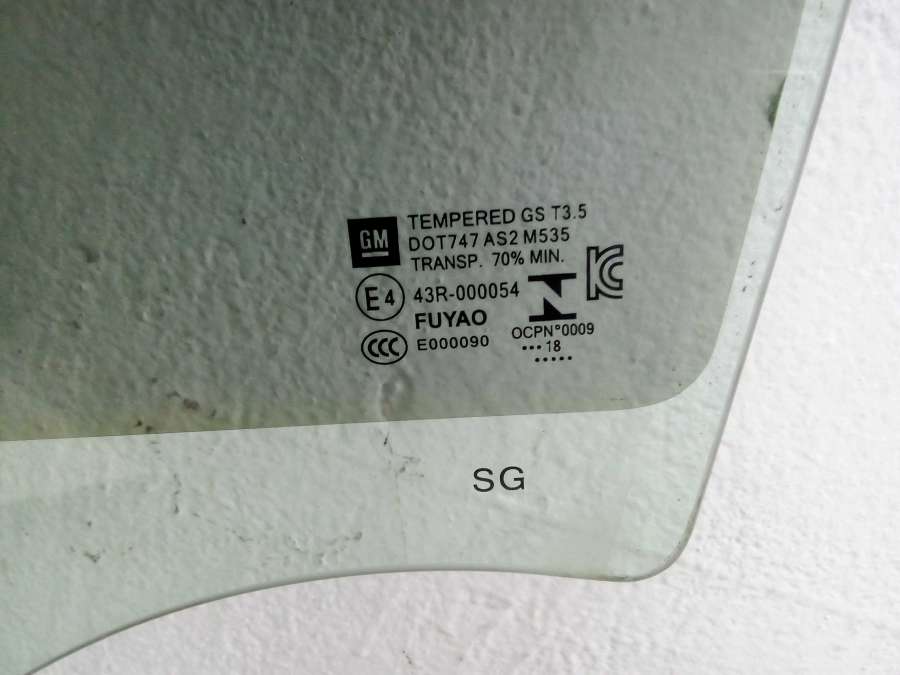 GM
TEMPERED GS T3.5
DOT747 AS2 M535
TRANSP. 70% MIN.
E4
43R-000054
FUYAO
CCC
E000090
KC
OCPN°0009
•••18
•••••
SG